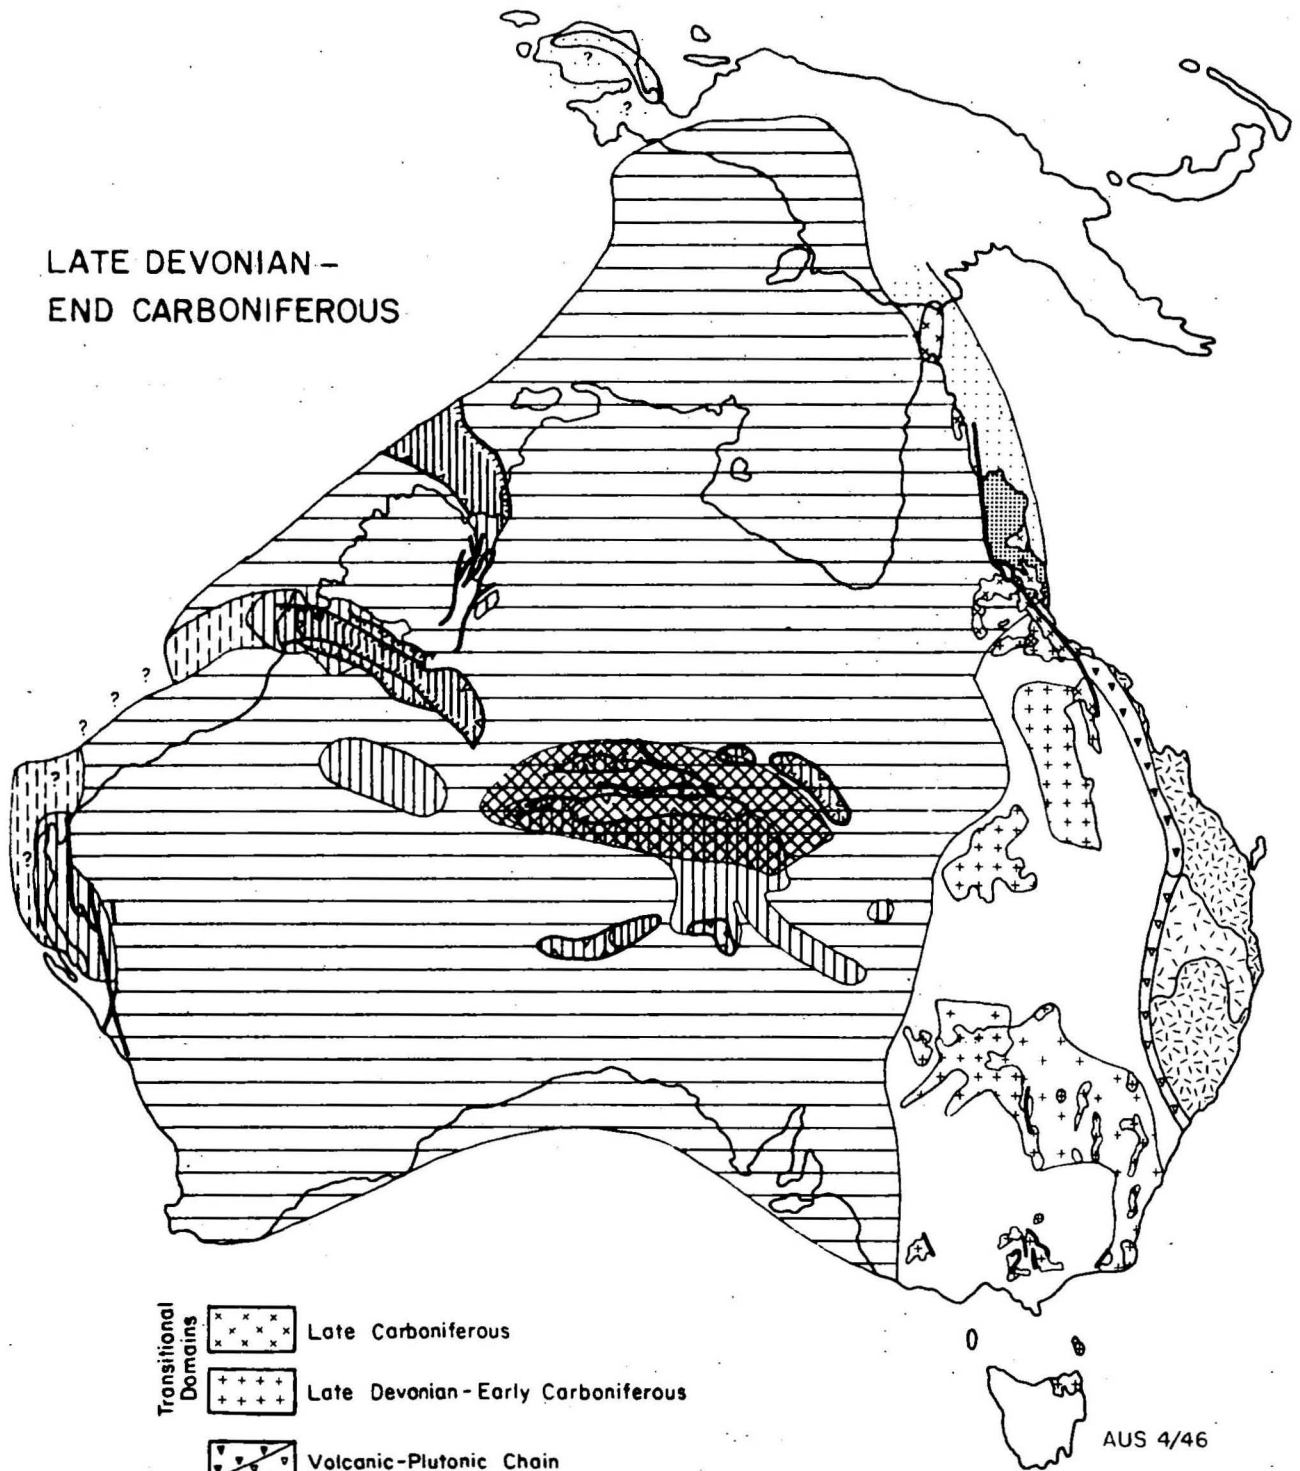 LATE DEVONIAN –
END CARBONIFEROUS
?
?
?
?
?
?
?
?
Transitional
Domains
Late Carboniferous
Late Devonian - Early Carboniferous
Volcanic-Plutonic Chain
AUS 4/46